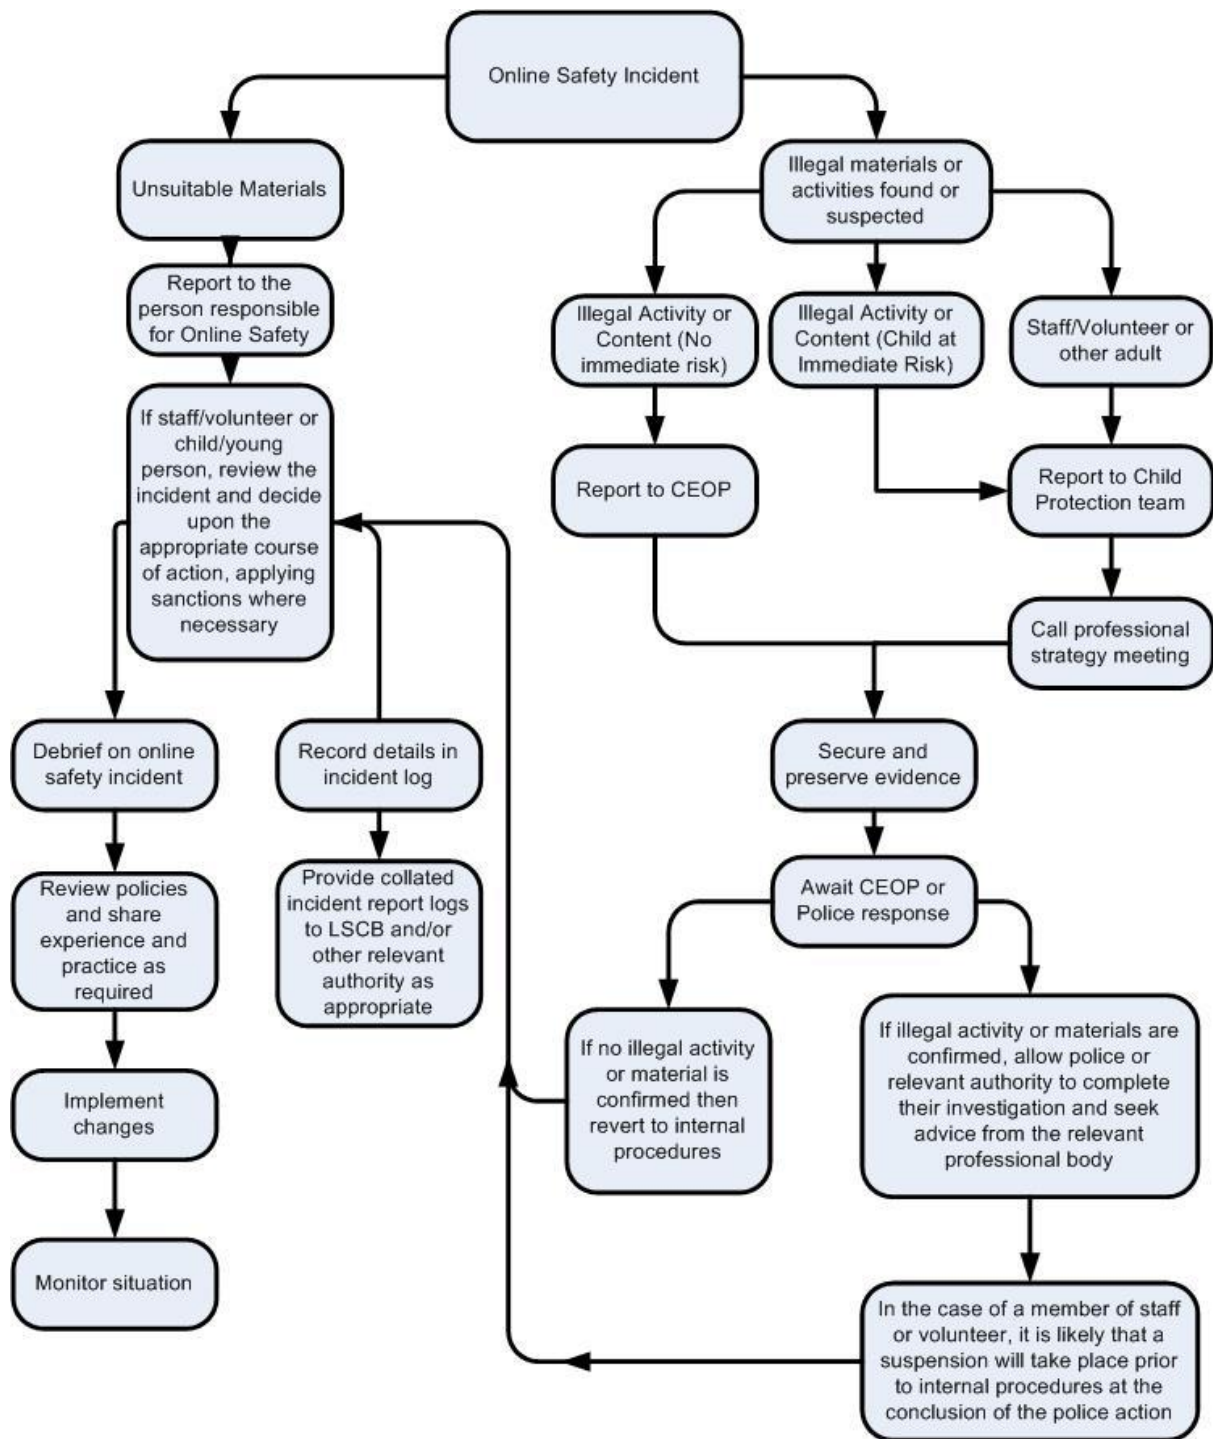 Online Safety Incident
Unsuitable Materials
Report to the
person responsible
for Online Safety
If staff/volunteer or
child/young
person, review the
incident and decide
upon the
appropriate course
of action, applying
sanctions where
necessary
Debrief on online
safety incident
Review policies
and share
experience and
practice as
required
Implement
changes
Monitor situation
Record details in
incident log
Provide collated
incident report logs
to LSCB and/or
other relevant
authority as
appropriate
Illegal materials or
activities found or
suspected
Illegal Activity or
Content (No
immediate risk)
Illegal Activity or
Content (Child at
Immediate Risk)
Staff/Volunteer or
other adult
Report to CEOP
Report to Child
Protection team
Call professional
strategy meeting
Secure and
preserve evidence
Await CEOP or
Police response
If no illegal activity
or material is
confirmed then
revert to internal
procedures
If illegal activity or materials are
confirmed, allow police or
relevant authority to complete
their investigation and seek
advice from the relevant
professional body
In the case of a member of staff
or volunteer, it is likely that a
suspension will take place prior
to internal procedures at the
conclusion of the police action